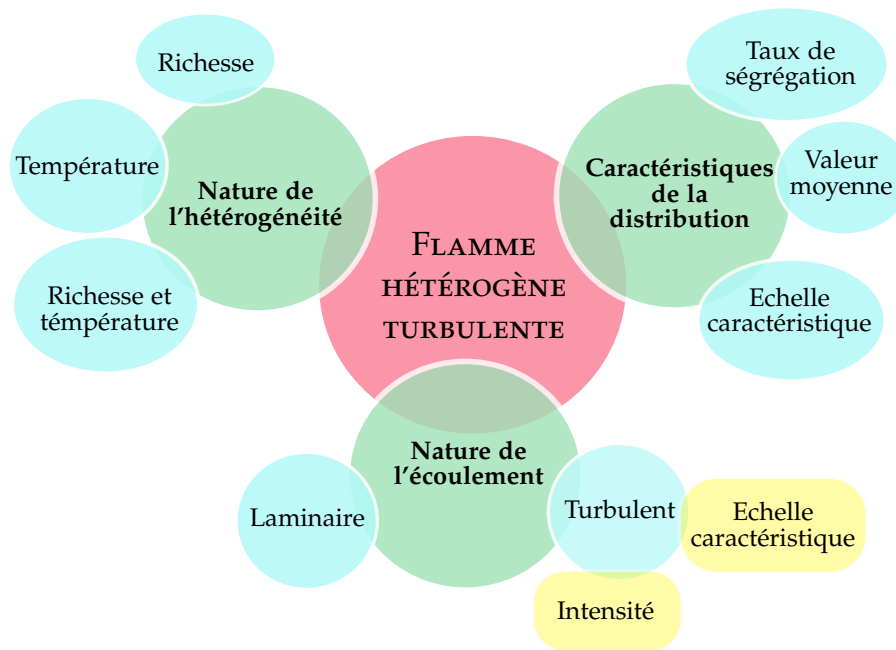 Richesse
Température
Richesse et
témpérature
Nature de
l'hétérogénéité
FLAMME
HÉTÉROGÈNE
TURBULENTE
Caractéristiques
de la
distribution
Taux de
ségrégation
Valeur
moyenne
Echelle
caractéristique
Nature de
l'écoulement
Laminaire
Turbulent
Echelle
caractéristique
Intensité